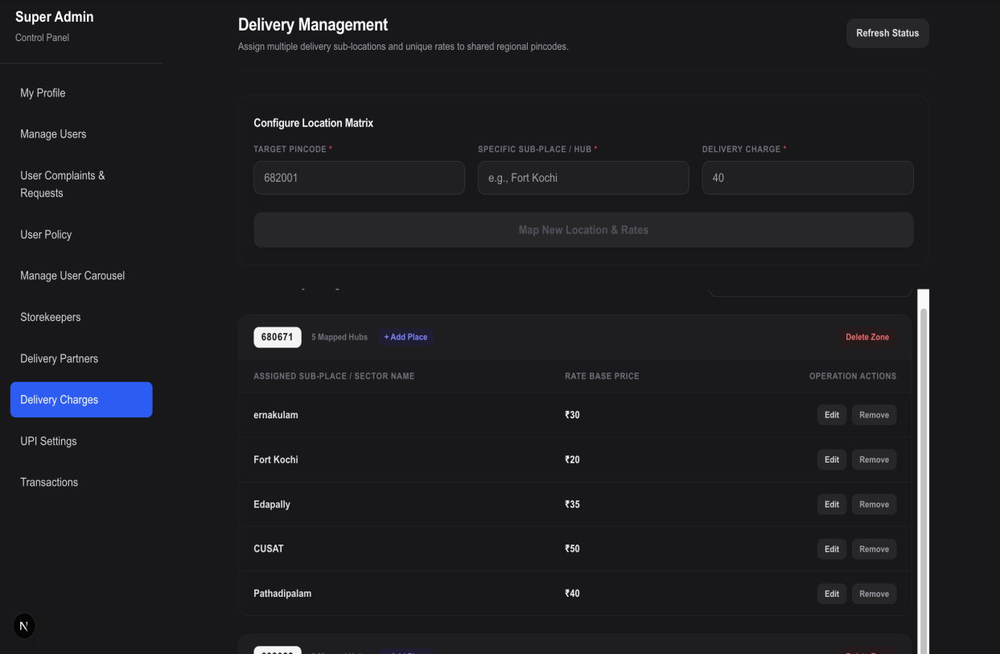 Super Admin
Control Panel
My Profile
Manage Users
User Complaints &
Requests
User Policy
Manage User Carousel
Storekeepers
Delivery Partners
Delivery Charges
UPI Settings
Transactions
N
Delivery Management
Assign multiple delivery sub-locations and unique rates to shared regional pincodes.
Refresh Status
Configure Location Matrix
TARGET PINCODE * SPECIFIC SUB-PLACE / HUB * DELIVERY CHARGE *
682001 e.g., Fort Kochi 40
Map New Location & Rates
680671 5 Mapped Hubs + Add Place Delete Zone
ASSIGNED SUB-PLACE / SECTOR NAME RATE BASE PRICE OPERATION ACTIONS
ernakulam ₹30 Edit Remove
Fort Kochi ₹20 Edit Remove
Edapally ₹35 Edit Remove
CUSAT ₹50 Edit Remove
Pathadipalam ₹40 Edit Remove